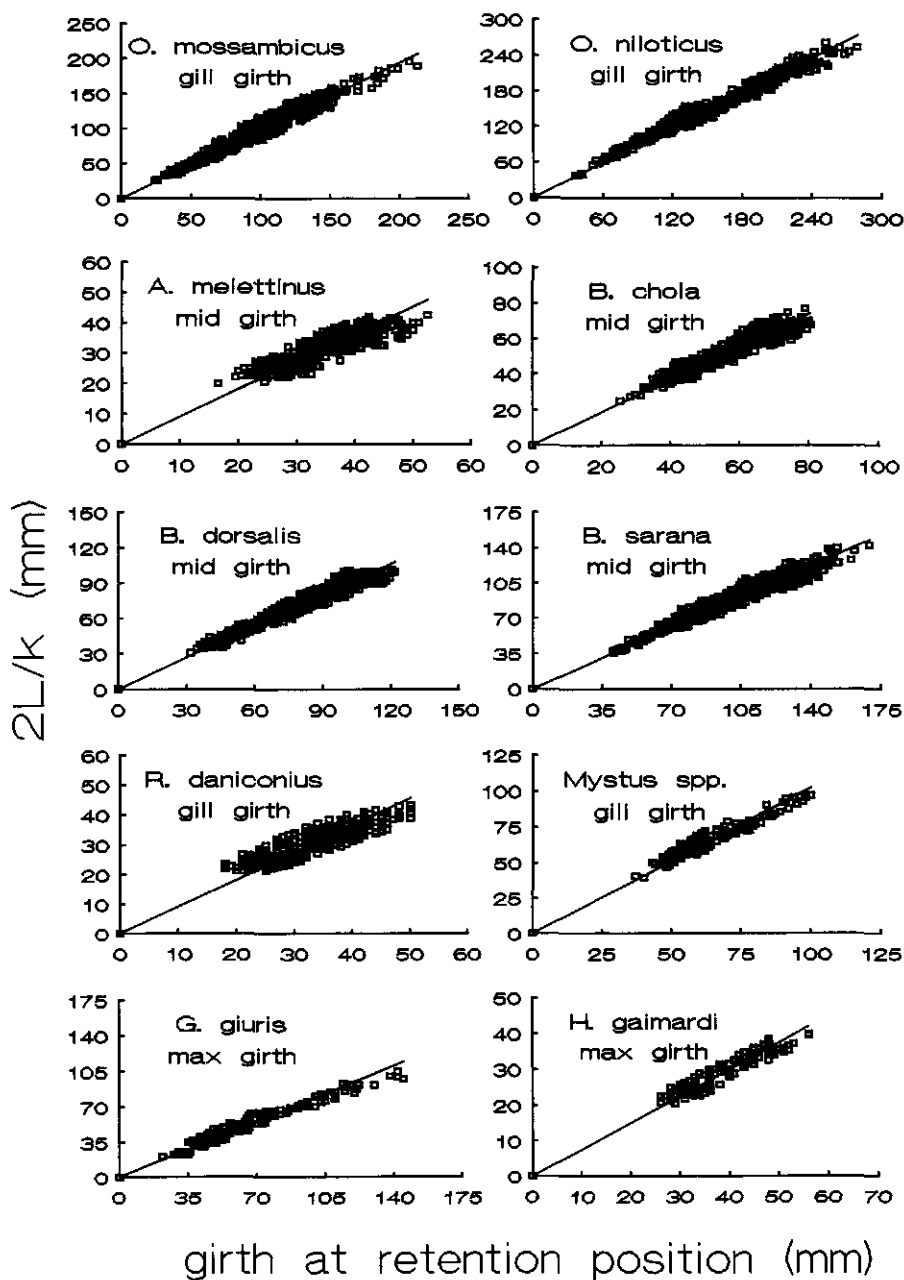 250
200
150
100
50
0
O. mossambicus
gill girth
0 50 100 150 200 250
300
240
180
120
60
0
O. niloticus
gill girth
0 60 120 180 240 300
60
50
40
30
20
10
0
A. melettinus
mid girth
0 10 20 30 40 50 60
100
80
60
40
20
0
B. chola
mid girth
0 20 40 60 80 100
2L/k (mm)
150
120
90
60
30
0
B. dorsalis
mid girth
0 30 60 90 120 150
175
140
105
70
35
0
B. sarana
mid girth
0 35 70 105 140 175
60
50
40
30
20
10
0
R. daniconius
gill girth
0 10 20 30 40 50 60
125
100
75
50
25
0
Mystus spp.
gill girth
0 25 50 75 100 125
175
140
105
70
35
0
G. giuris
max girth
0 35 70 105 140 175
50
40
30
20
10
0
H. gaimardi
max girth
0 10 20 30 40 50 60 70
girth at retention position (mm)